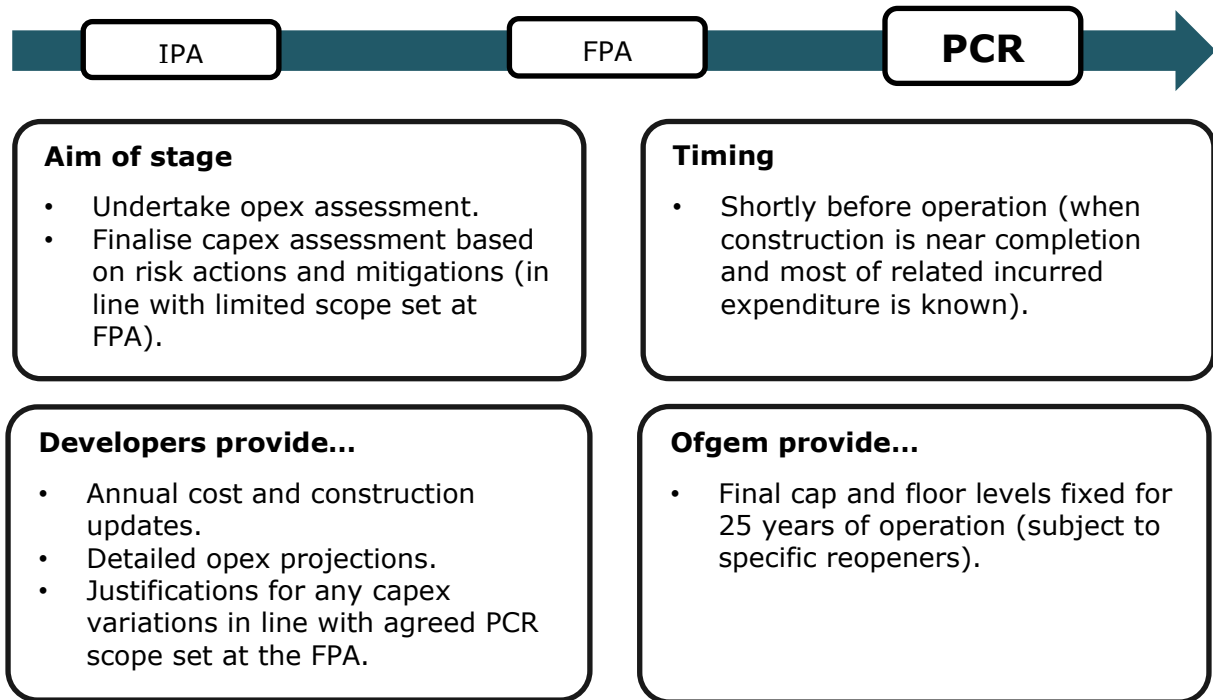 IPA
FPA
PCR
Aim of stage
• Undertake opex assessment.
• Finalise capex assessment based
on risk actions and mitigations (in
line with limited scope set at
FPA).
Timing
• Shortly before operation (when
construction is near completion
and most of related incurred
expenditure is known).
Developers provide...
• Annual cost and construction
updates.
• Detailed opex projections.
• Justifications for any capex
variations in line with agreed PCR
scope set at the FPA.
Ofgem provide...
• Final cap and floor levels fixed for
25 years of operation (subject to
specific reopeners).